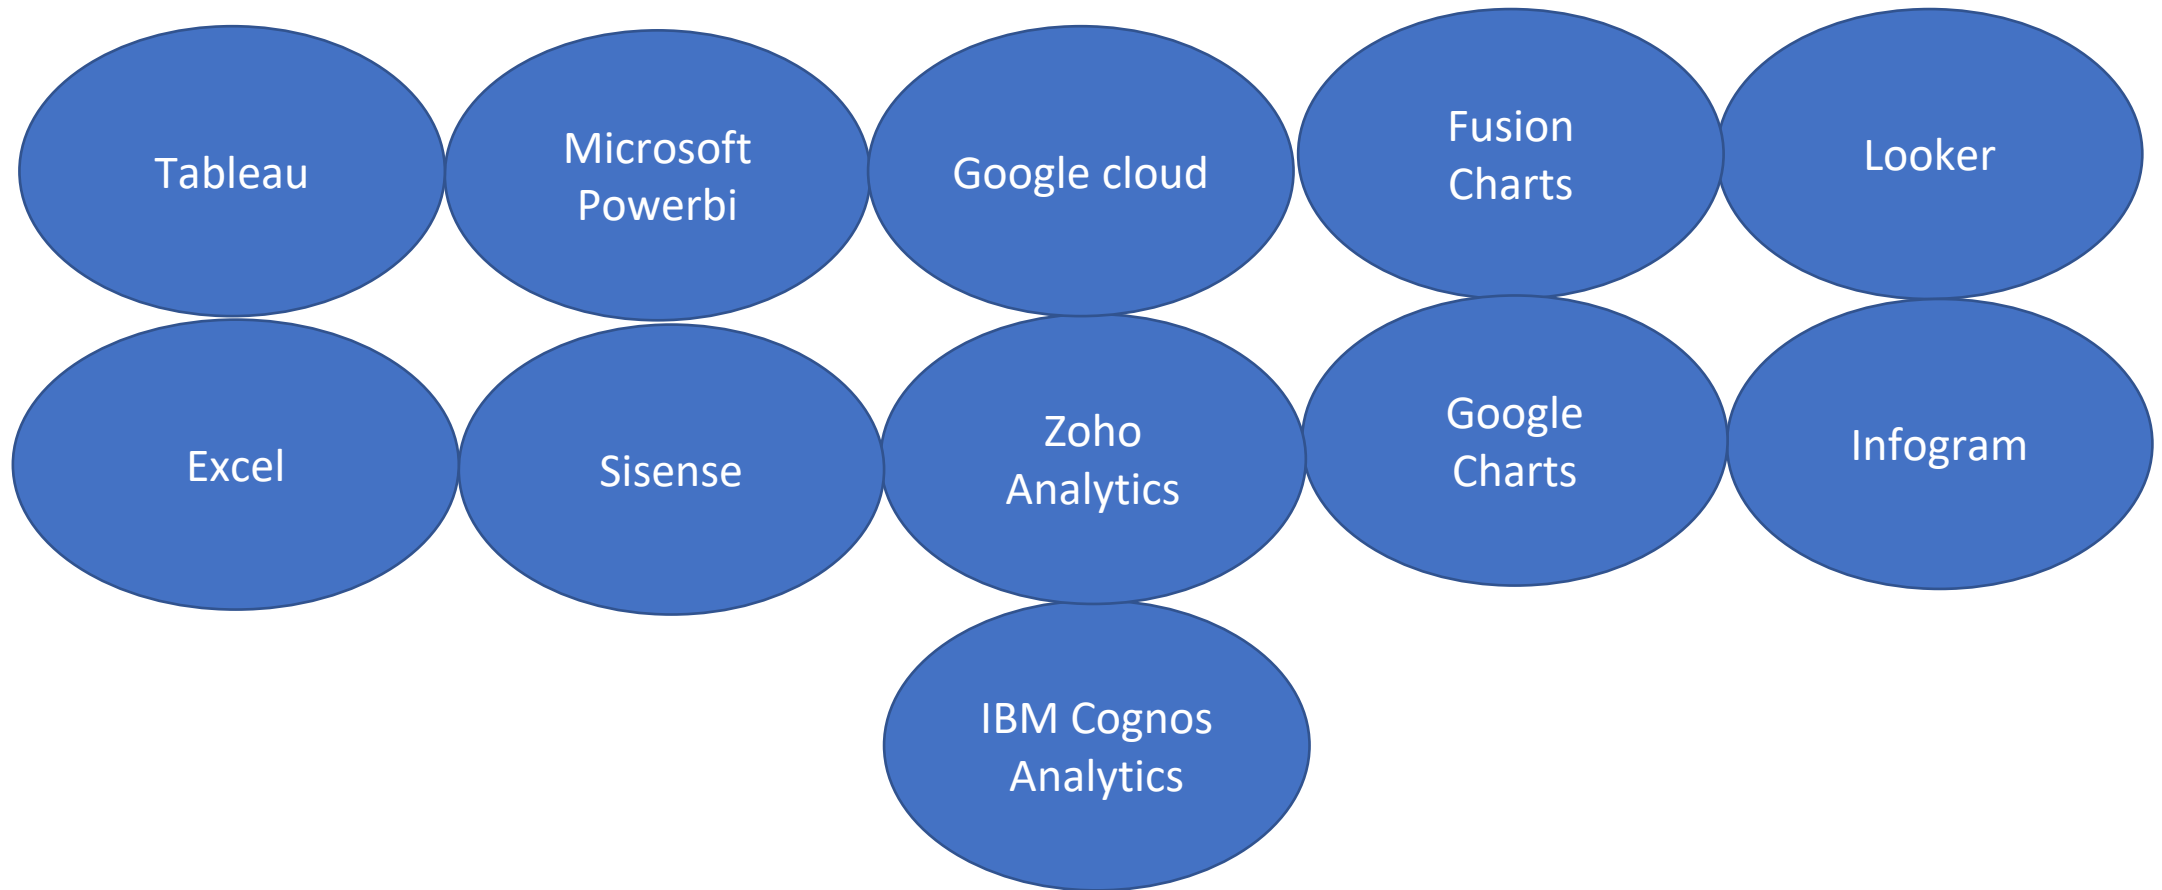 Tableau
Microsoft
Powerbi
Google cloud
Fusion
Charts
Looker
Excel
Sisense
Zoho
Analytics
Google
Charts
Infogram
IBM Cognos
Analytics